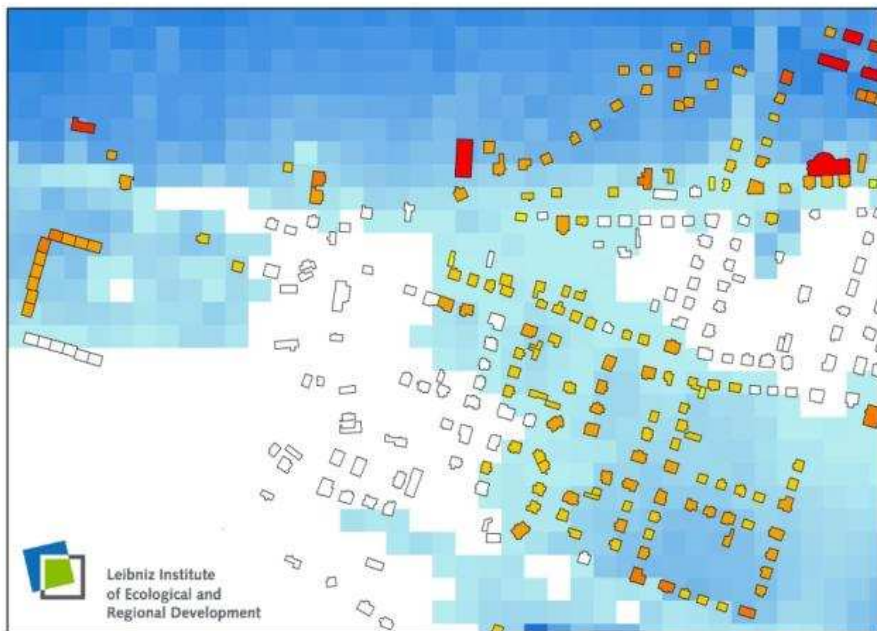 Leibniz Institute
of Ecological and
Regional Development